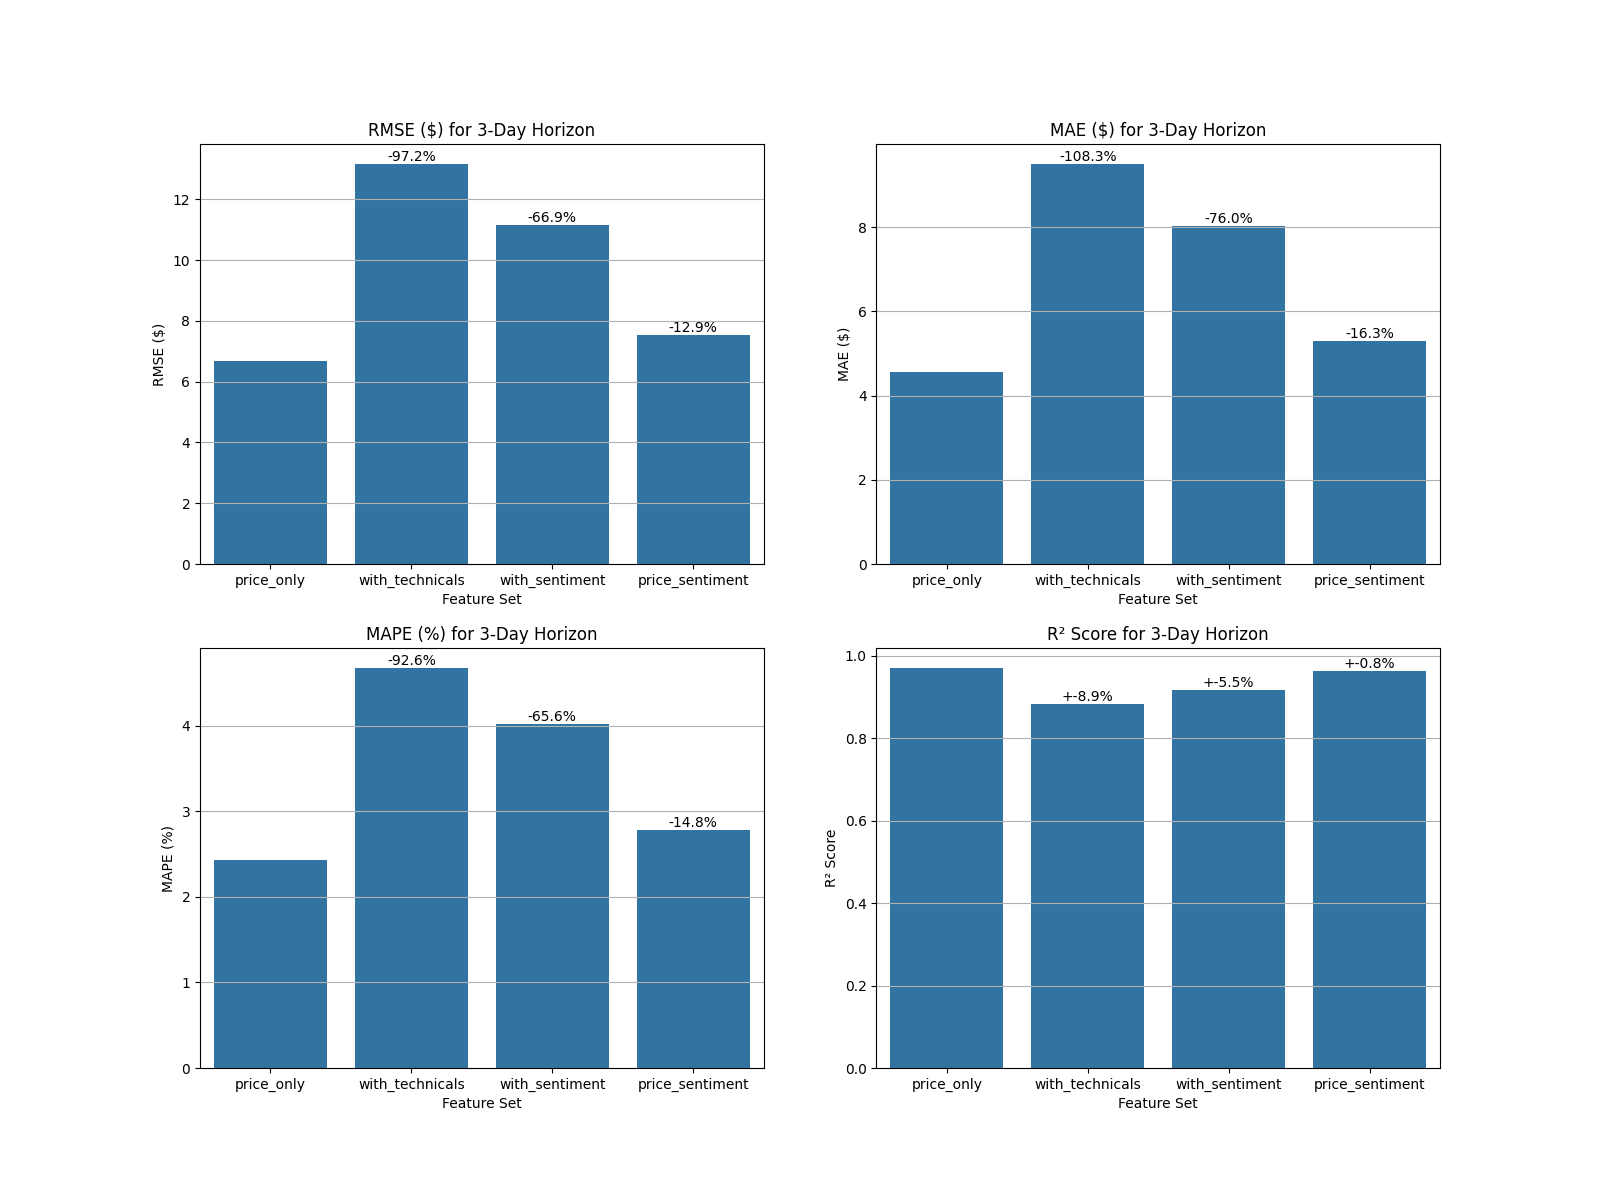 RMSE ($) for 3-Day Horizon
-97.2%
-66.9%
-12.9%
12
10
8
6
4
2
0
RMSE ($)
price_only with_technicals with_sentiment price_sentiment
Feature Set
MAE ($) for 3-Day Horizon
-108.3%
-76.0%
-16.3%
8
6
4
2
0
MAE ($)
price_only with_technicals with_sentiment price_sentiment
Feature Set
MAPE (%) for 3-Day Horizon
-92.6%
-65.6%
-14.8%
4
3
2
1
0
MAPE (%)
price_only with_technicals with_sentiment price_sentiment
Feature Set
R² Score for 3-Day Horizon
+-8.9%
+-5.5%
+-0.8%
1.0
0.8
0.6
0.4
0.2
0.0
R² Score
price_only with_technicals with_sentiment price_sentiment
Feature Set